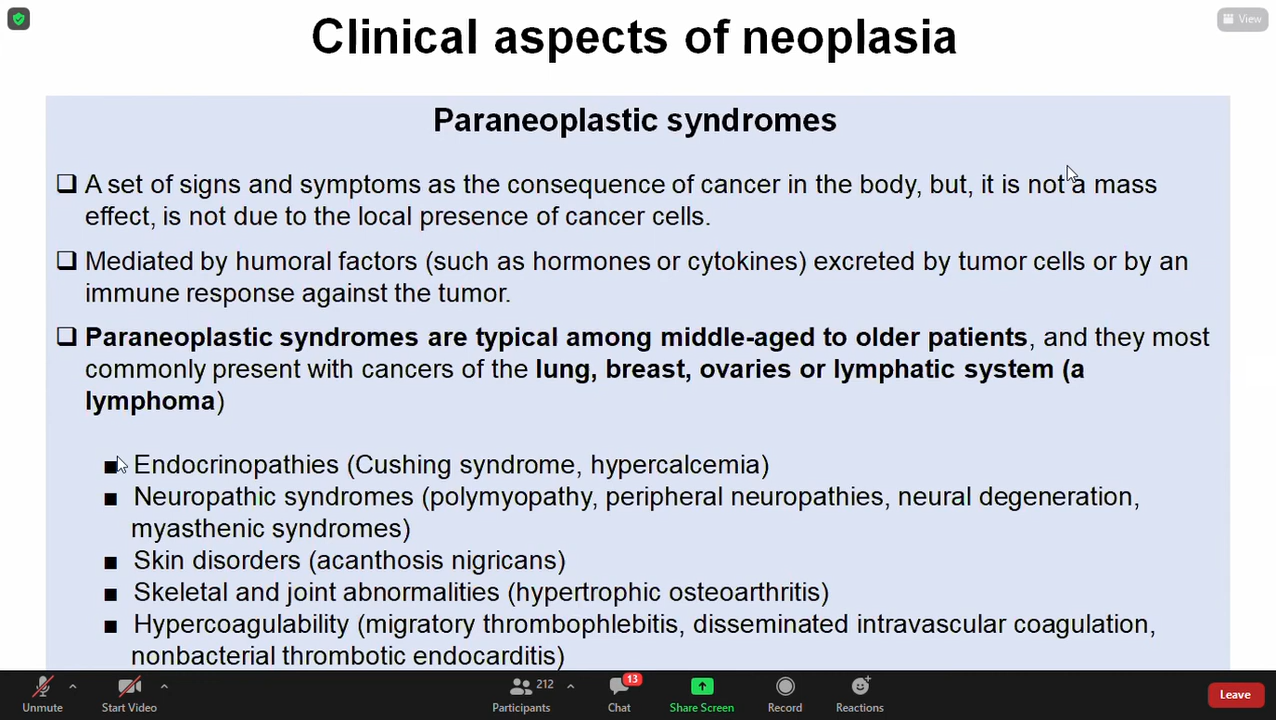 View
Clinical aspects of neoplasia
Paraneoplastic syndromes
❑ A set of signs and symptoms as the consequence of cancer in the body, but, it is not a mass
effect, is not due to the local presence of cancer cells.
❑ Mediated by humoral factors (such as hormones or cytokines) excreted by tumor cells or by an
immune response against the tumor.
❑ Paraneoplastic syndromes are typical among middle-aged to older patients, and they most
commonly present with cancers of the lung, breast, ovaries or lymphatic system (a
lymphoma)
■ Endocrinopathies (Cushing syndrome, hypercalcemia)
■ Neuropathic syndromes (polymyopathy, peripheral neuropathies, neural degeneration,
myasthenic syndromes)
■ Skin disorders (acanthosis nigricans)
■ Skeletal and joint abnormalities (hypertrophic osteoarthritis)
■ Hypercoagulability (migratory thrombophlebitis, disseminated intravascular coagulation,
nonbacterial thrombotic endocarditis)
212
13
Unmute
Start Video
Participants
Chat
Share Screen
Record
Reactions
Leave